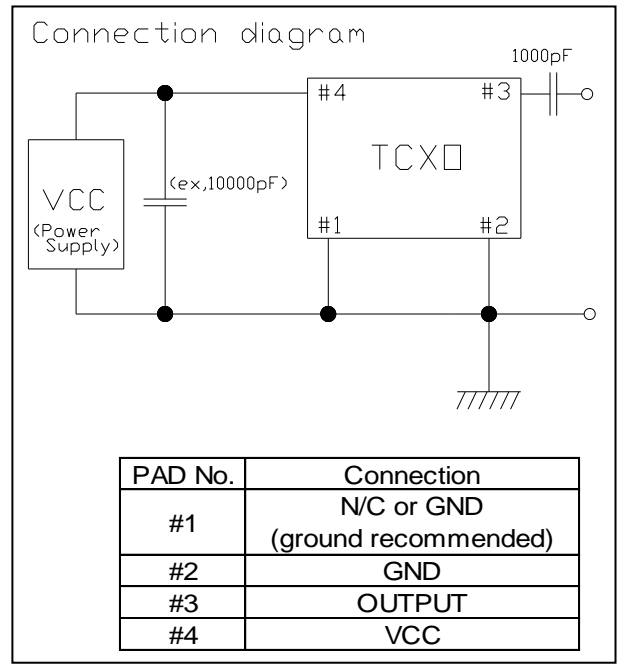 Connection diagram
1000pF
#4
#3
TCXO
(ex,10000pF)
VCC
(Power
Supply)
#1
#2
PAD No. Connection
#1 N/C or GND
(ground recommended)
#2 GND
#3 OUTPUT
#4 VCC